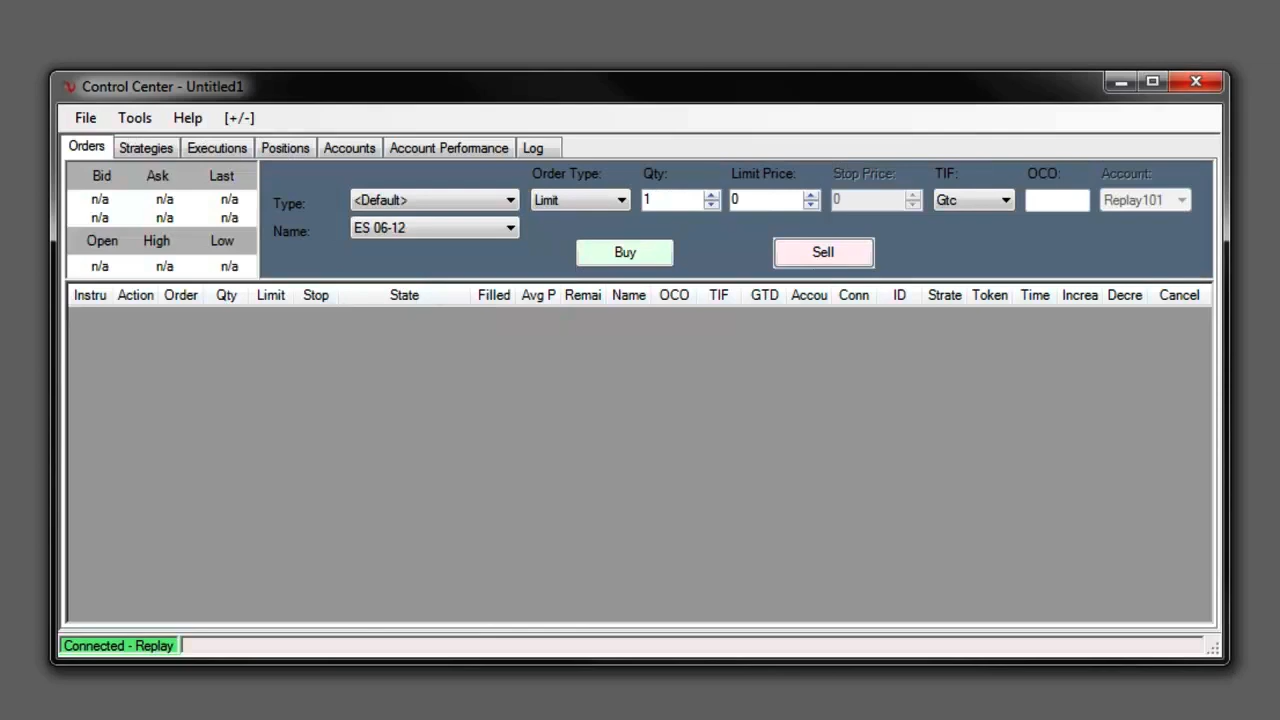 Control Center - Untitled1
File Tools Help [+/-]
Orders Strategies Executions Positions Accounts Account Performance Log
Bid Ask Last
n/a n/a n/a
n/a n/a n/a
Open High Low
n/a n/a n/a
Order Type: Qty: Limit Price: Stop Price: TIF: OCO: Account:
Type: <Default> Limit 1 0 0 Gtc Replay101
Name: ES 06-12
Buy Sell
Instru Action Order Qty Limit Stop State Filled Avg P Remai Name OCO TIF GTD Accou Conn ID Strate Token Time Increa Decre Cancel
Connected - Replay